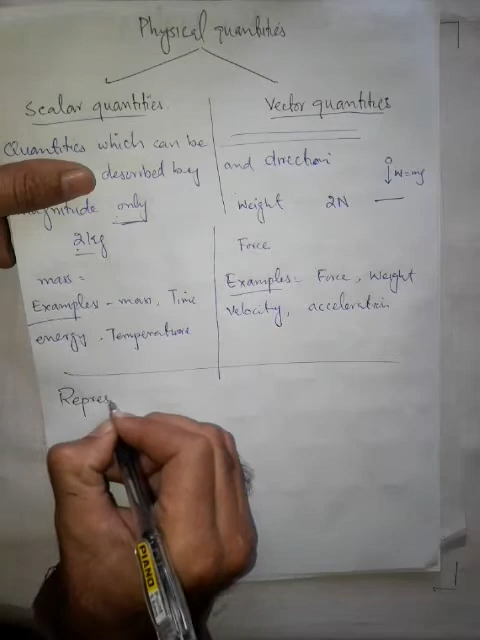 Physical quantities
Scalar quantities.
Quantities which can be
described by
magnitude only
2kg
mass =
Examples - mass, Time
energy, Temperature
Vector quantities
and direction
W=mg
Weight 2N
Force
Examples - Force, Weight
Velocity, acceleration
Repres
PIANO